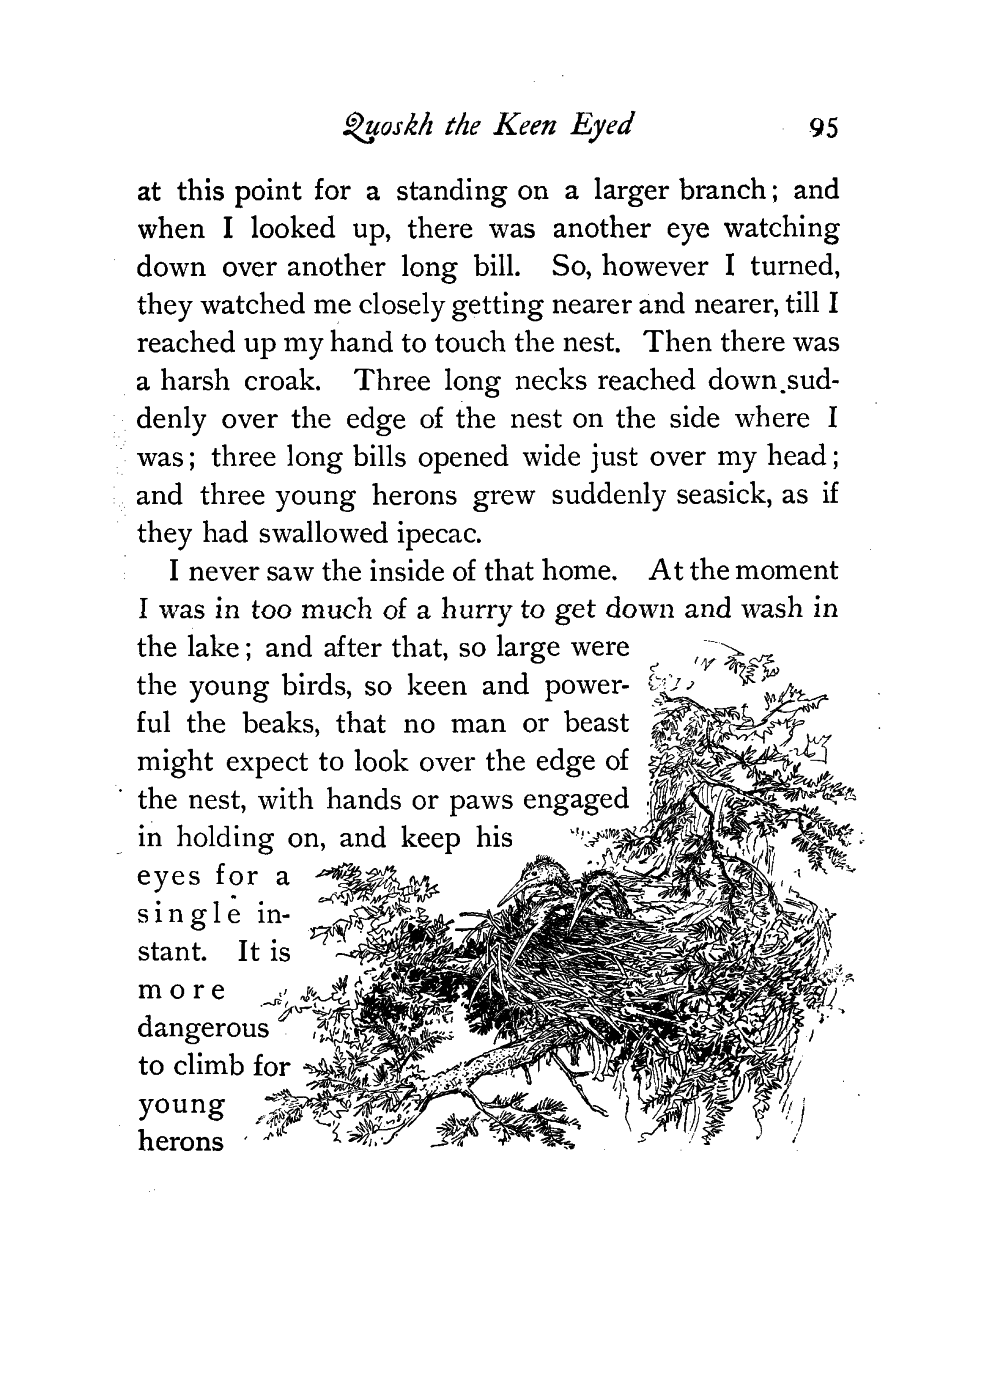 Quoskh the Keen Eyed 95
at this point for a standing on a larger branch; and
when I looked up, there was another eye watching
down over another long bill. So, however I turned,
they watched me closely getting nearer and nearer, till I
reached up my hand to touch the nest. Then there was
a harsh croak. Three long necks reached down sud-
denly over the edge of the nest on the side where I
was; three long bills opened wide just over my head;
and three young herons grew suddenly seasick, as if
they had swallowed ipecac.
I never saw the inside of that home. At the moment
I was in too much of a hurry to get down and wash in
the lake; and after that, so large were
the young birds, so keen and power-
ful the beaks, that no man or beast
might expect to look over the edge of
the nest, with hands or paws engaged
in holding on, and keep his
eyes for a
single in-
stant. It is
more
dangerous
to climb for
young
herons